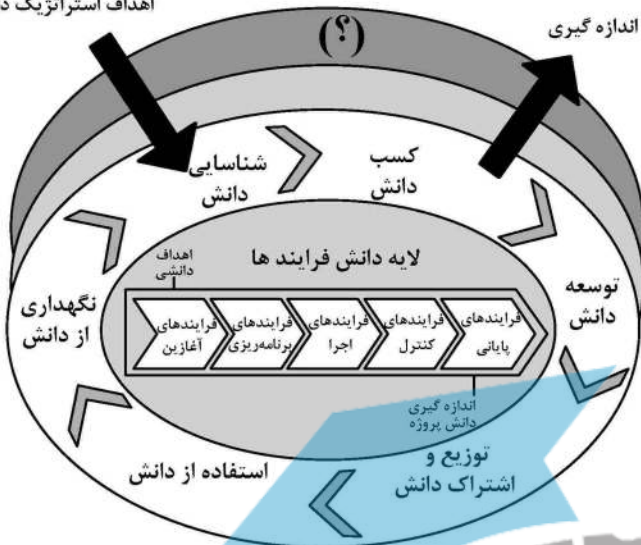 اهداف استراتژیک
اندازه گیری
(؟)
شناسایی
دانش
کسب
دانش
توسعه
دانش
توزیع و
اشتراک دانش
استفاده از دانش
نگهداری
از دانش
لایه دانش فرایند ها
اهداف
دانشی
فرایندهای
آغازین
فرایندهای
برنامه‌ریزی
فرایندهای
اجرا
فرایندهای
کنترل
فرایندهای
پایانی
اندازه گیری
دانش پروژه